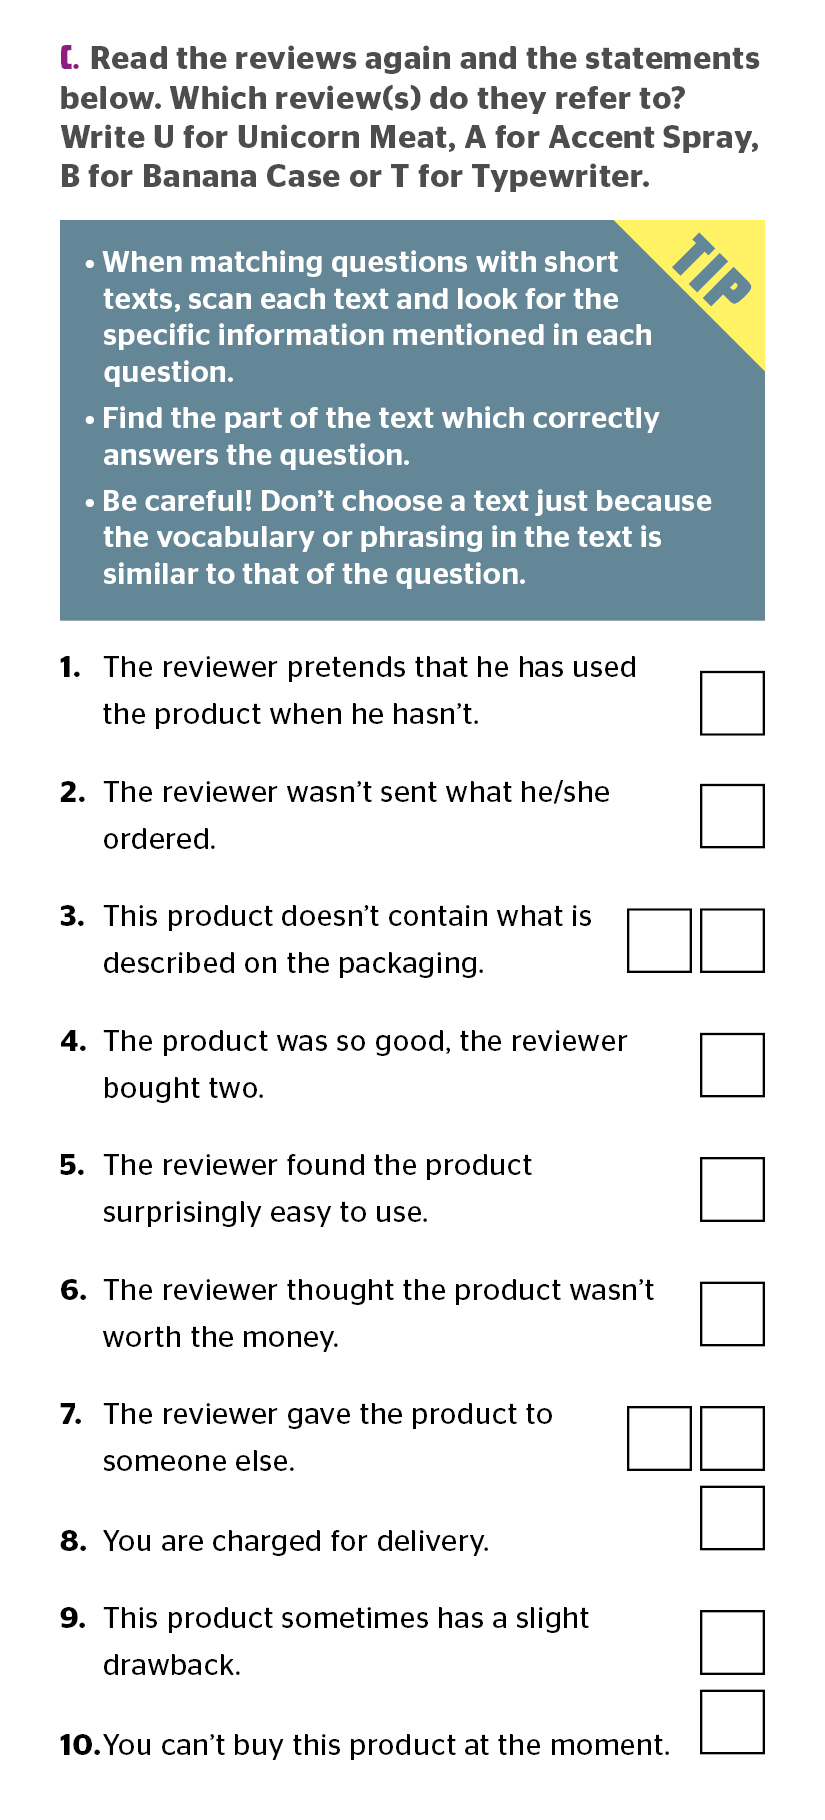 C. Read the reviews again and the statements
below. Which review(s) do they refer to?
Write U for Unicorn Meat, A for Accent Spray,
B for Banana Case or T for Typewriter.
TIP
• When matching questions with short
texts, scan each text and look for the
specific information mentioned in each
question.
• Find the part of the text which correctly
answers the question.
• Be careful! Don’t choose a text just because
the vocabulary or phrasing in the text is
similar to that of the question.
1. The reviewer pretends that he has used
the product when he hasn’t.
2. The reviewer wasn’t sent what he/she
ordered.
3. This product doesn’t contain what is
described on the packaging.
4. The product was so good, the reviewer
bought two.
5. The reviewer found the product
surprisingly easy to use.
6. The reviewer thought the product wasn’t
worth the money.
7. The reviewer gave the product to
someone else.
8. You are charged for delivery.
9. This product sometimes has a slight
drawback.
10. You can’t buy this product at the moment.